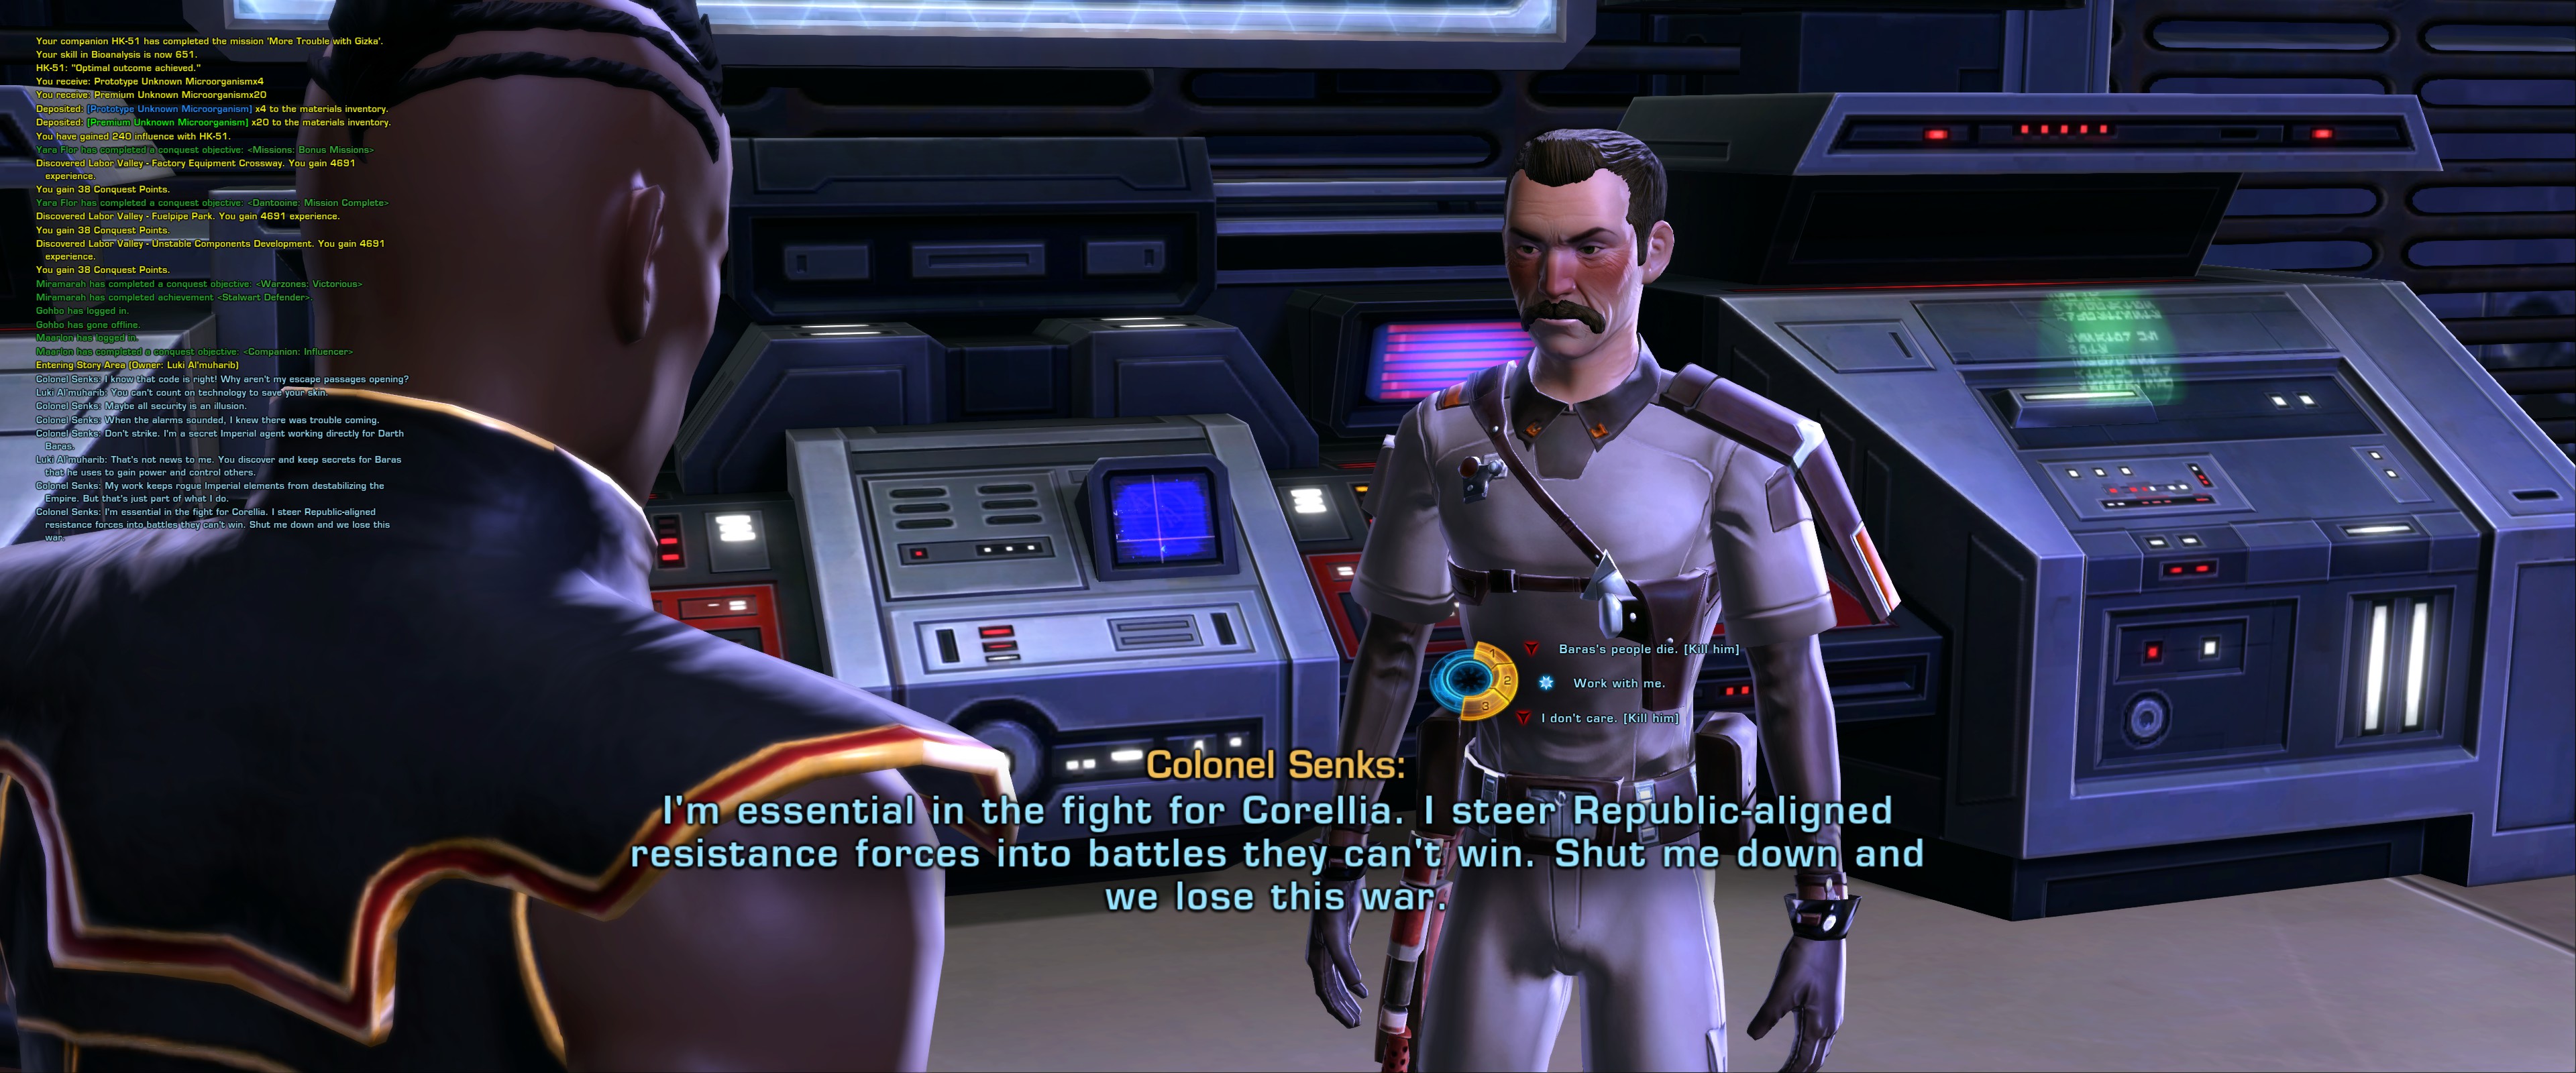 Your companion HK-51 has completed the mission 'More Trouble with Gizka'.
Your skill in Bioanalysis is now 651.
HK-51: "Optimal outcome achieved."
You receive: Prototype Unknown Microorganismx4
You receive: Premium Unknown Microorganismx20
Deposited: [Prototype Unknown Microorganism] x4 to the materials inventory.
Deposited: [Premium Unknown Microorganism] x20 to the materials inventory.
You have gained 240 influence with HK-51.
Yara Flor has completed a conquest objective: <Missions: Bonus Missions>
Discovered Labor Valley - Factory Equipment Crossway. You gain 4691
experience.
You gain 38 Conquest Points.
Yara Flor has completed a conquest objective: <Dantooine: Mission Complete>
Discovered Labor Valley - Fuelpipe Park. You gain 4691 experience.
You gain 38 Conquest Points.
Discovered Labor Valley - Unstable Components Development. You gain 4691
experience.
You gain 38 Conquest Points.
Miramarah has completed a conquest objective: <Warzones: Victorious>
Miramarah has completed achievement <Stalwart Defender>.
Gohbo has logged in.
Gohbo has gone offline.
Maarlon has logged in.
Maarlon has completed a conquest objective: <Companion: Influencer>
Entering Story Area (Owner: Luki Al'muharib)
Colonel Senks: I know that code is right! Why aren't my escape passages opening?
Luki Al'muharib: You can't count on technology to save your skin.
Colonel Senks: Maybe all security is an illusion.
Colonel Senks: When the alarms sounded, I knew there was trouble coming.
Colonel Senks: Don't strike. I'm a secret Imperial agent working directly for Darth
Baras.
Luki Al'muharib: That's not news to me. You discover and keep secrets for Baras
that he uses to gain power and control others.
Colonel Senks: My work keeps rogue Imperial elements from destabilizing the
Empire. But that's just part of what I do.
Colonel Senks: I'm essential in the fight for Corellia. I steer Republic-aligned
resistance forces into battles they can't win. Shut me down and we lose this
war.
1
Baras's people die. [Kill him]
2
Work with me.
3
I don't care. [Kill him]
Colonel Senks:
I'm essential in the fight for Corellia. I steer Republic-aligned
resistance forces into battles they can't win. Shut me down and
we lose this war.